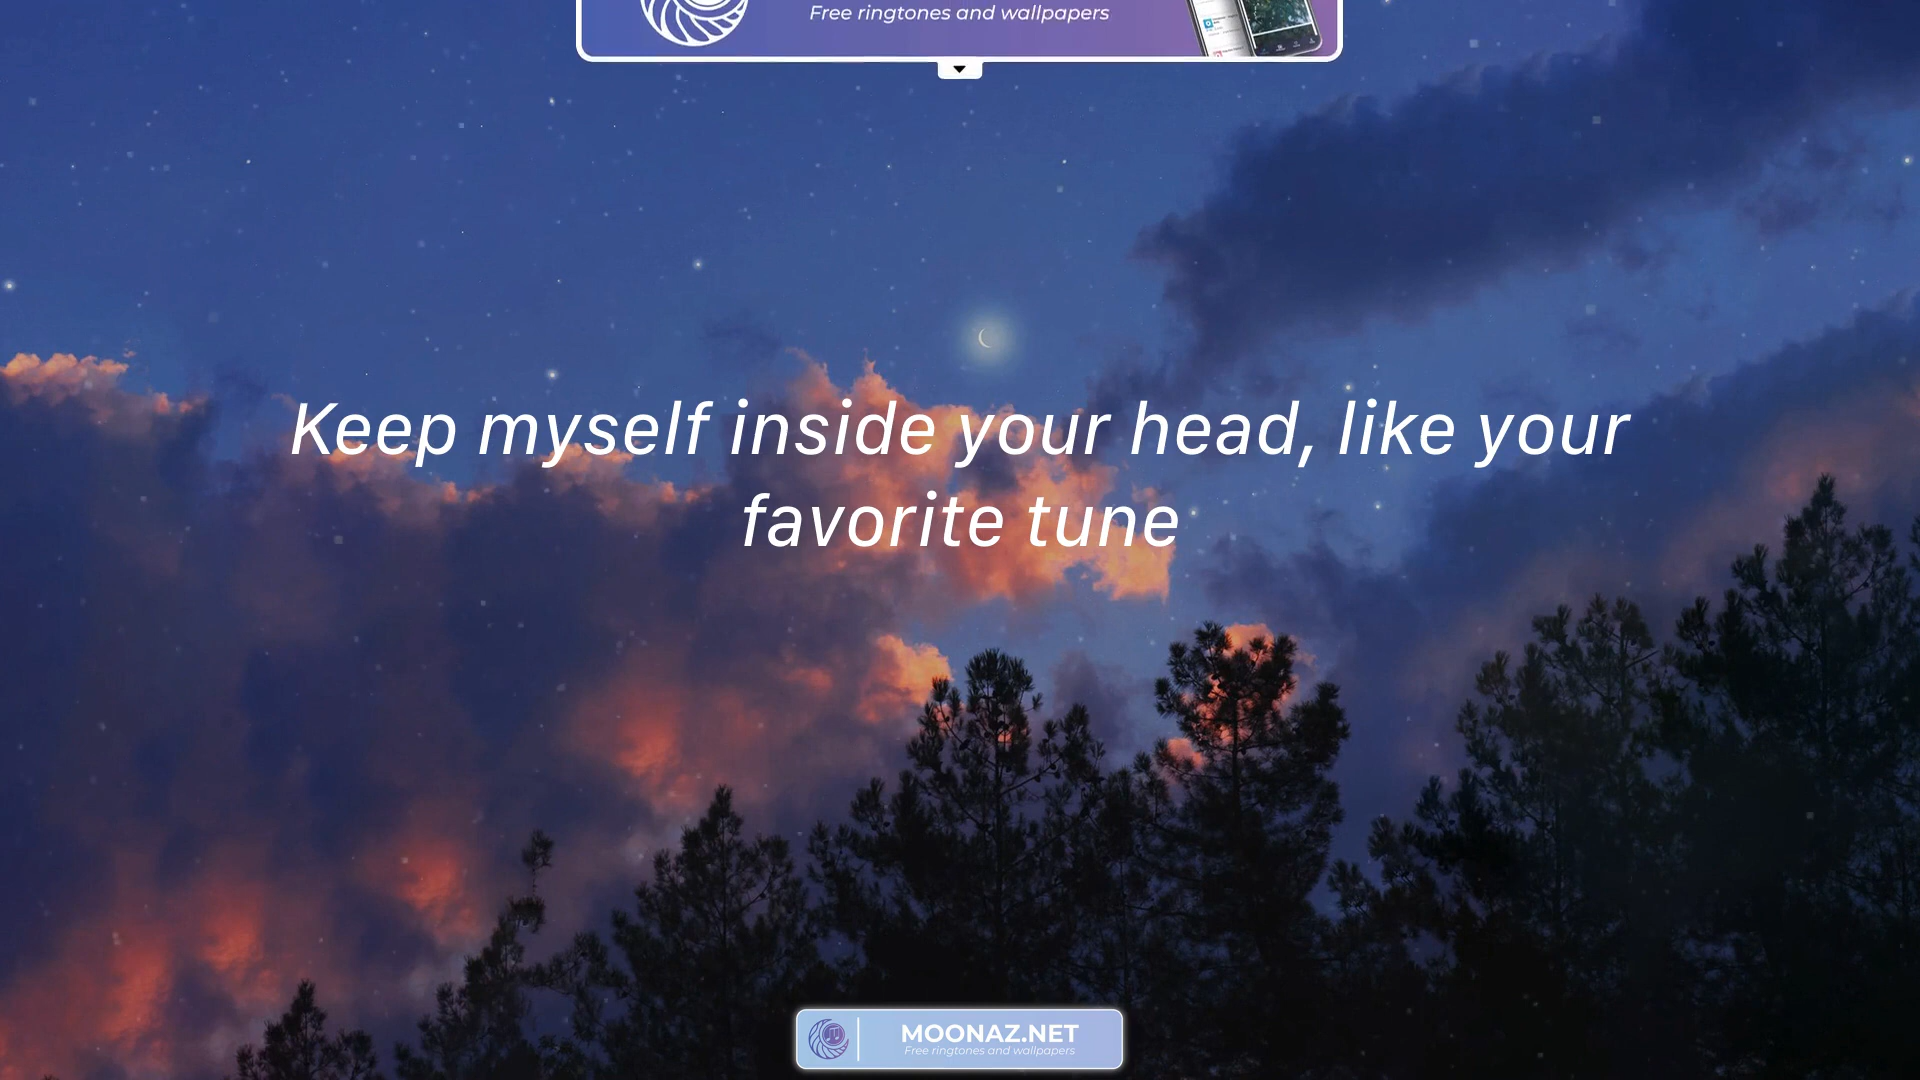 Free ringtones and wallpapers
Keep myself inside your head, like your
favorite tune
MOONAZ.NET
Free ringtones and wallpapers